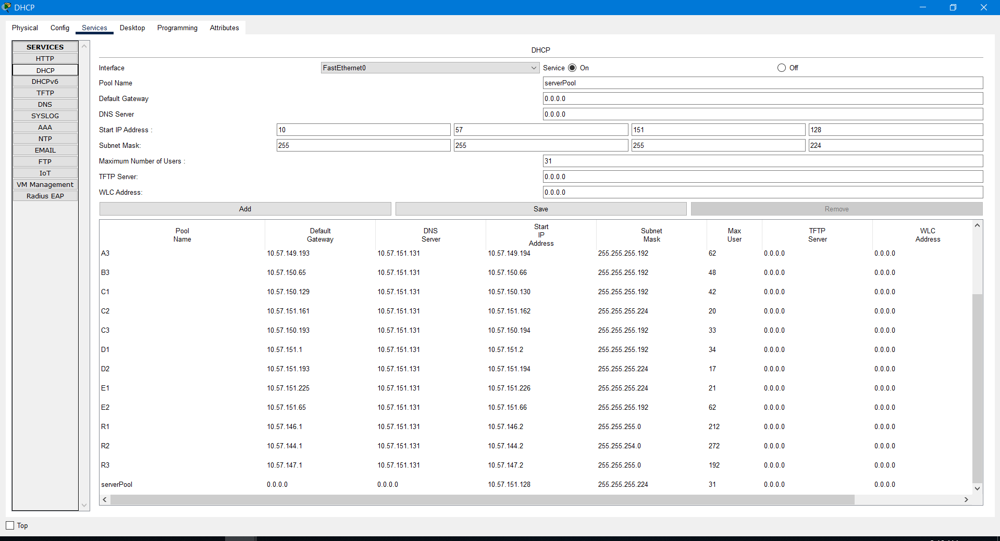 DHCP
Physical Config Services Desktop Programming Attributes
SERVICES
HTTP
DHCP
DHCPv6
TFTP
DNS
SYSLOG
AAA
NTP
EMAIL
FTP
IoT
VM Management
Radius EAP
DHCP
Interface FastEthernet0 Service On Off
Pool Name serverPool
Default Gateway 0.0.0.0
DNS Server 0.0.0.0
Start IP Address : 10 57 151 128
Subnet Mask: 255 255 255 224
Maximum Number of Users : 31
TFTP Server: 0.0.0.0
WLC Address: 0.0.0.0
Add Save Remove
Pool Name Default Gateway DNS Server Start IP Address Subnet Mask Max User TFTP Server WLC Address
A3 10.57.149.193 10.57.151.131 10.57.149.194 255.255.255.192 62 0.0.0.0 0.0.0.0
B3 10.57.150.65 10.57.151.131 10.57.150.66 255.255.255.192 48 0.0.0.0 0.0.0.0
C1 10.57.150.129 10.57.151.131 10.57.150.130 255.255.255.192 42 0.0.0.0 0.0.0.0
C2 10.57.151.161 10.57.151.131 10.57.151.162 255.255.255.224 20 0.0.0.0 0.0.0.0
C3 10.57.150.193 10.57.151.131 10.57.150.194 255.255.255.192 33 0.0.0.0 0.0.0.0
D1 10.57.151.1 10.57.151.131 10.57.151.2 255.255.255.192 34 0.0.0.0 0.0.0.0
D2 10.57.151.193 10.57.151.131 10.57.151.194 255.255.255.224 17 0.0.0.0 0.0.0.0
E1 10.57.151.225 10.57.151.131 10.57.151.226 255.255.255.224 21 0.0.0.0 0.0.0.0
E2 10.57.151.65 10.57.151.131 10.57.151.66 255.255.255.192 62 0.0.0.0 0.0.0.0
R1 10.57.146.1 10.57.151.131 10.57.146.2 255.255.255.0 212 0.0.0.0 0.0.0.0
R2 10.57.144.1 10.57.151.131 10.57.144.2 255.255.254.0 272 0.0.0.0 0.0.0.0
R3 10.57.147.1 10.57.151.131 10.57.147.2 255.255.255.0 192 0.0.0.0 0.0.0.0
serverPool 0.0.0.0 0.0.0.0 10.57.151.128 255.255.255.224 31 0.0.0.0 0.0.0.0
Top